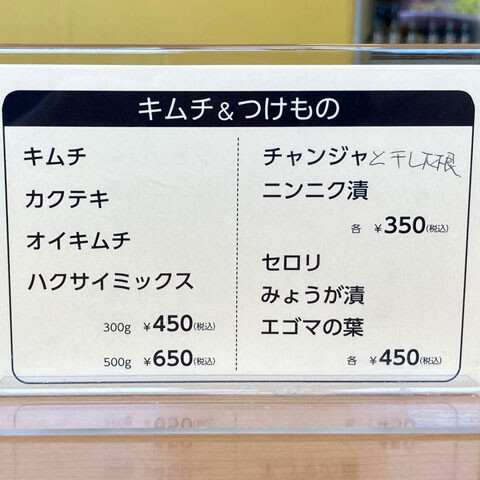 キムチ&つけもの
キムチ
カクテキ
オイキムチ
ハクサイミックス
300g ¥450(税込)
500g ¥650(税込)
チャンジャと干し大根
ニンニク漬
各 ¥350(税込)
セロリ
みょうが漬
エゴマの葉
各 ¥450(税込)